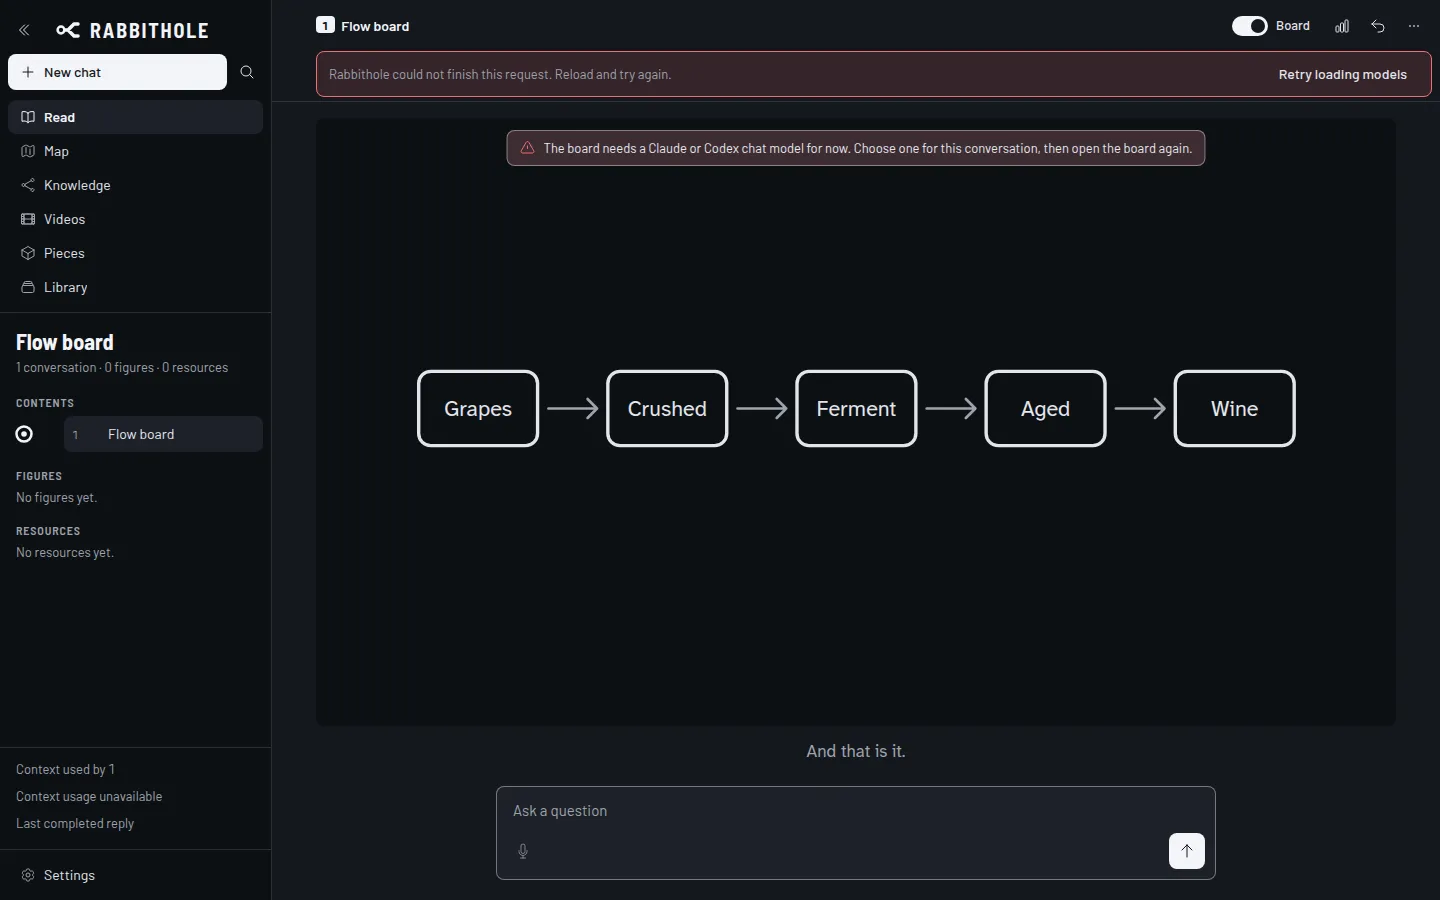 RABBITHOLE
New chat
Read
Map
Knowledge
Videos
Pieces
Library
Flow board
1 conversation · 0 figures · 0 resources
CONTENTS
1 Flow board
FIGURES
No figures yet.
RESOURCES
No resources yet.
Context used by 1
Context usage unavailable
Last completed reply
Settings
1 Flow board
Board
Rabbithole could not finish this request. Reload and try again.
Retry loading models
The board needs a Claude or Codex chat model for now. Choose one for this conversation, then open the board again.
Grapes Crushed Ferment Aged Wine
And that is it.
Ask a question